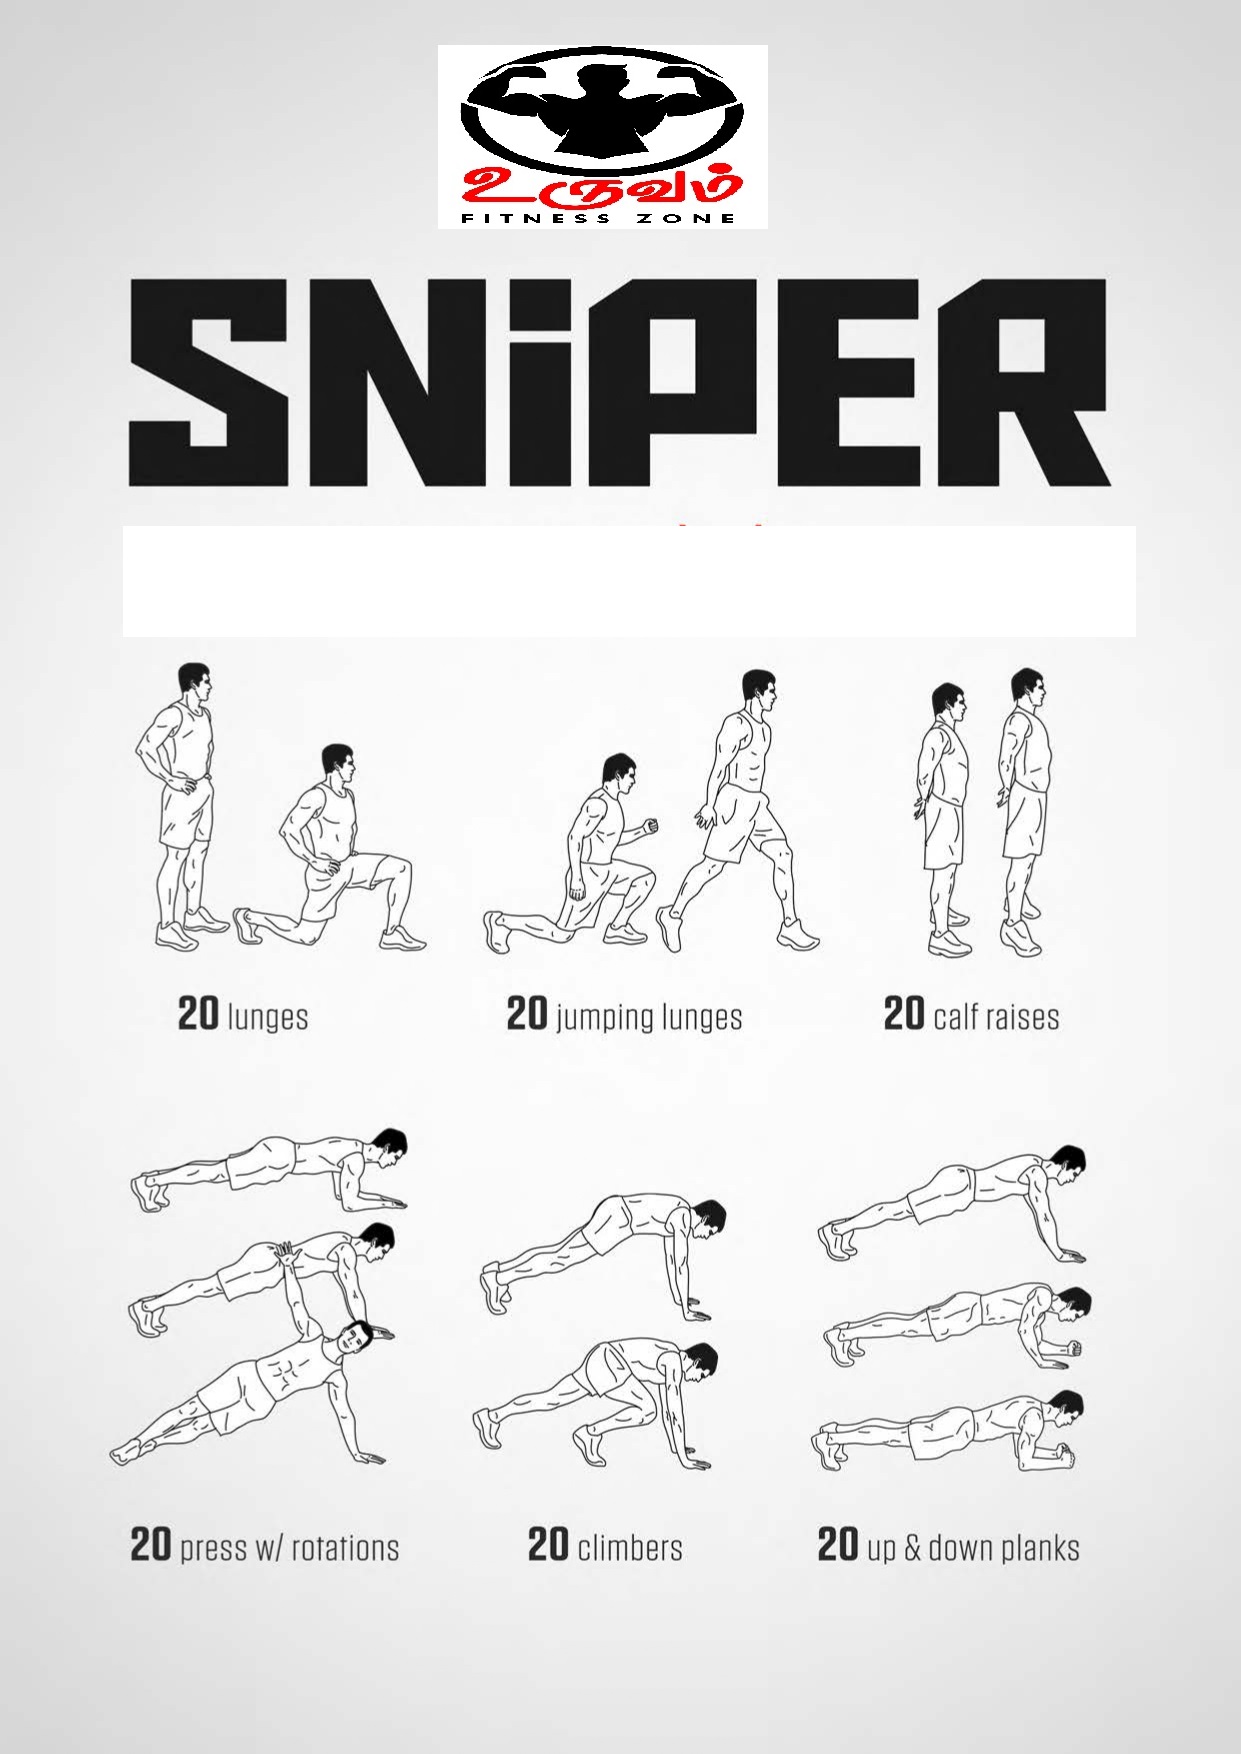 உருவம்
FITNESS ZONE
SNiPER
20 lunges
20 jumping lunges
20 calf raises
20 press w/ rotations
20 climbers
20 up & down planks